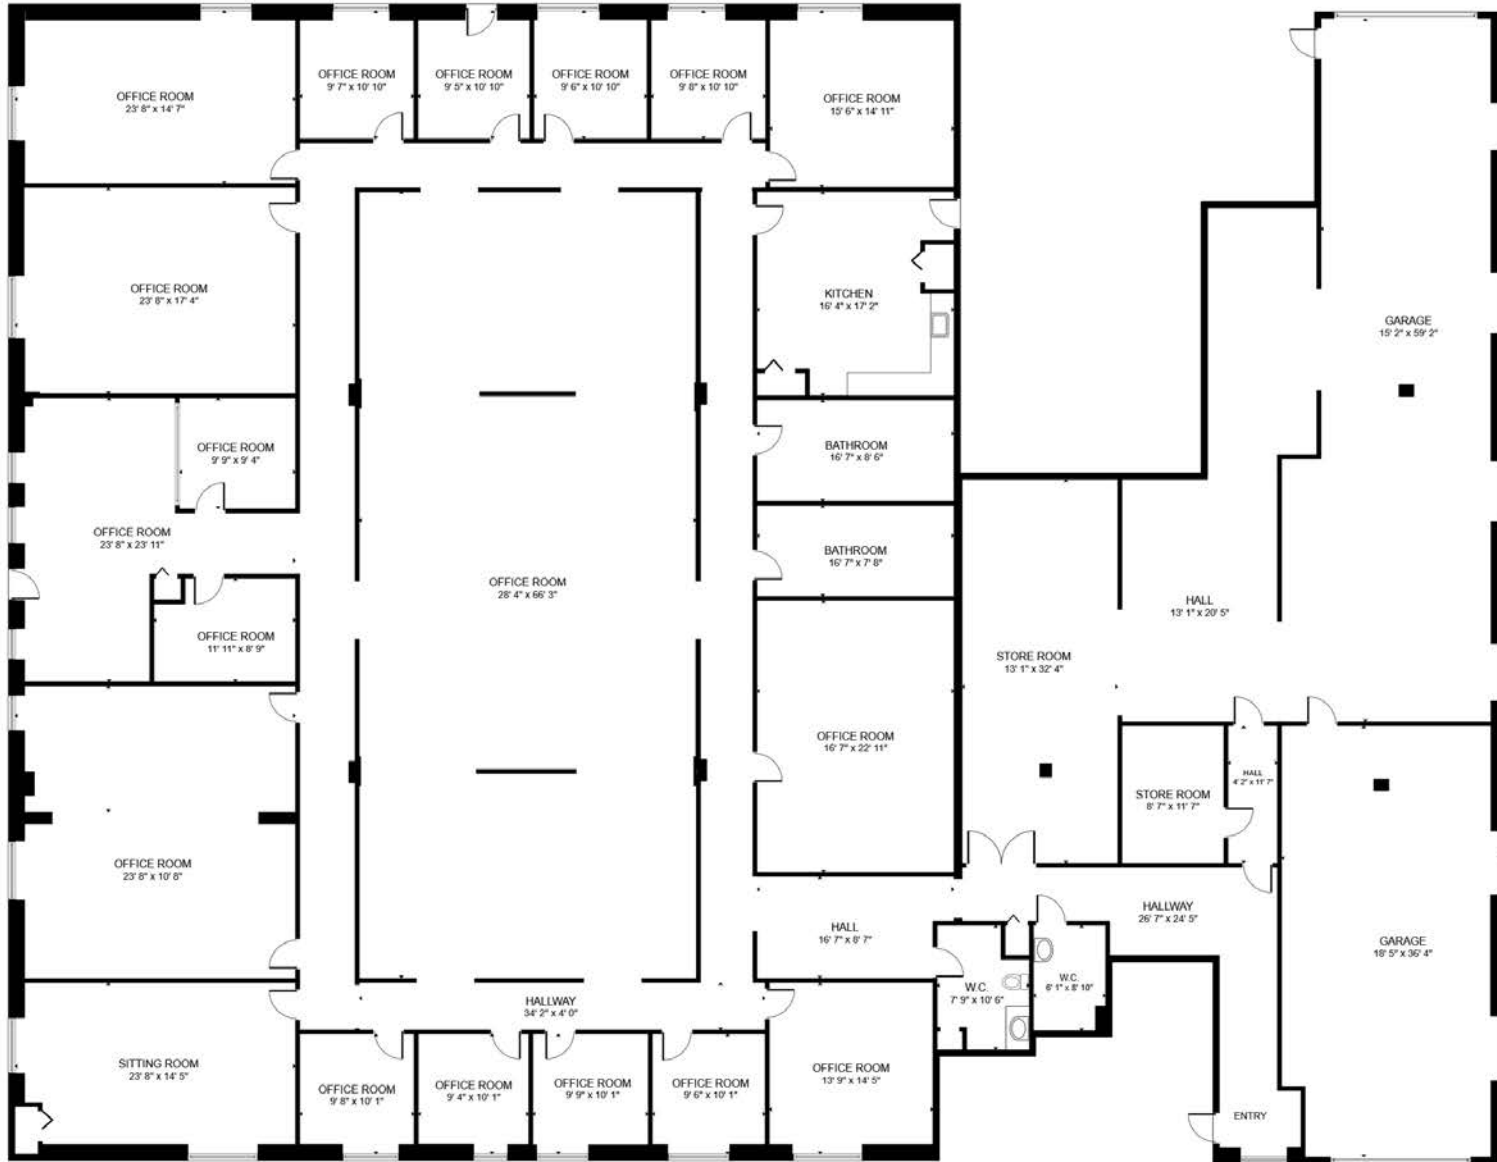 OFFICE ROOM
23' 8" x 14' 7"
OFFICE ROOM
9' 7" x 10' 10"
OFFICE ROOM
9' 5" x 10' 10"
OFFICE ROOM
9' 6" x 10' 10"
OFFICE ROOM
9' 8" x 10' 10"
OFFICE ROOM
15' 6" x 14' 11"
OFFICE ROOM
23' 8" x 17' 4"
KITCHEN
16' 4" x 17' 2"
GARAGE
15' 2" x 59' 2"
OFFICE ROOM
9' 9" x 9' 4"
BATHROOM
16' 7" x 8' 6"
OFFICE ROOM
23' 8" x 23' 11"
BATHROOM
16' 7" x 7' 8"
OFFICE ROOM
28' 4" x 66' 3"
HALL
13' 1" x 20' 5"
OFFICE ROOM
11' 11" x 8' 9"
STORE ROOM
13' 1" x 32' 4"
OFFICE ROOM
16' 7" x 22' 11"
HALL
4' 2" x 11' 7"
STORE ROOM
8' 7" x 11' 7"
OFFICE ROOM
23' 8" x 10' 8"
HALLWAY
26' 7" x 24' 5"
HALL
16' 7" x 8' 7"
GARAGE
18' 5" x 36' 4"
W.C.
6' 1" x 8' 10"
W.C.
7' 9" x 10' 6"
HALLWAY
34' 2" x 4' 0"
SITTING ROOM
23' 8" x 14' 5"
OFFICE ROOM
9' 8" x 10' 1"
OFFICE ROOM
9' 4" x 10' 1"
OFFICE ROOM
9' 9" x 10' 1"
OFFICE ROOM
9' 6" x 10' 1"
OFFICE ROOM
13' 9" x 14' 5"
ENTRY